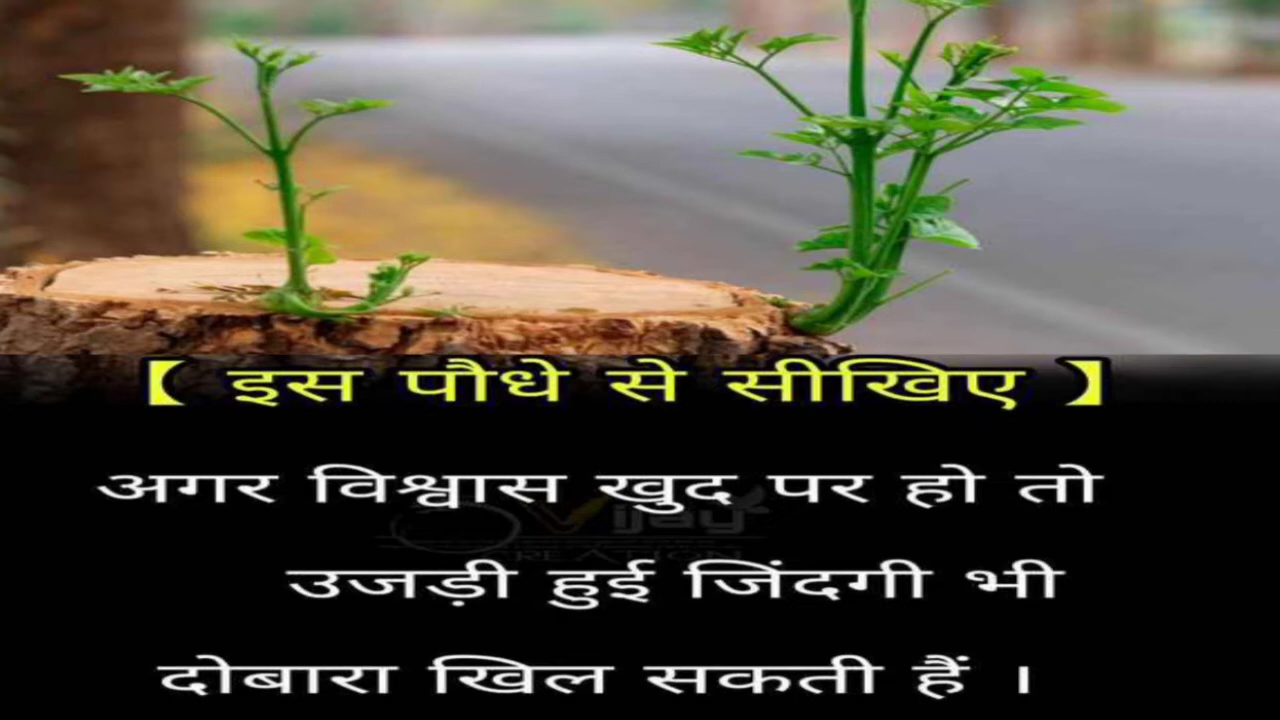 【 इस पौधे से सीखिए 】
अगर विश्वास खुद पर हो तो
उजड़ी हुई जिंदगी भी
दोबारा खिल सकती हैं ।